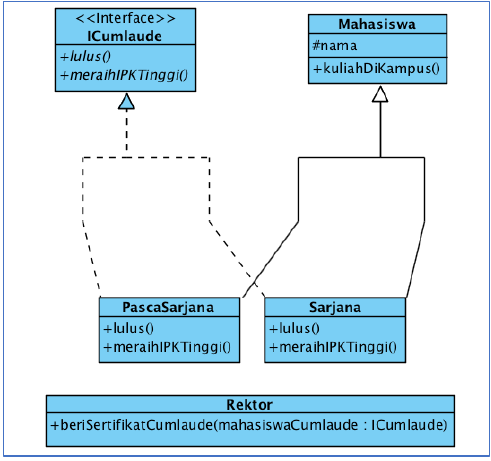 <<Interface>>
ICumlaude
+lulus()
+meraihIPKTinggi()
Mahasiswa
#nama
+kuliahDiKampus()
PascaSarjana
+lulus()
+meraihIPKTinggi()
Sarjana
+lulus()
+meraihIPKTinggi()
Rektor
+beriSertifikatCumlaude(mahasiswaCumlaude : ICumlaude)